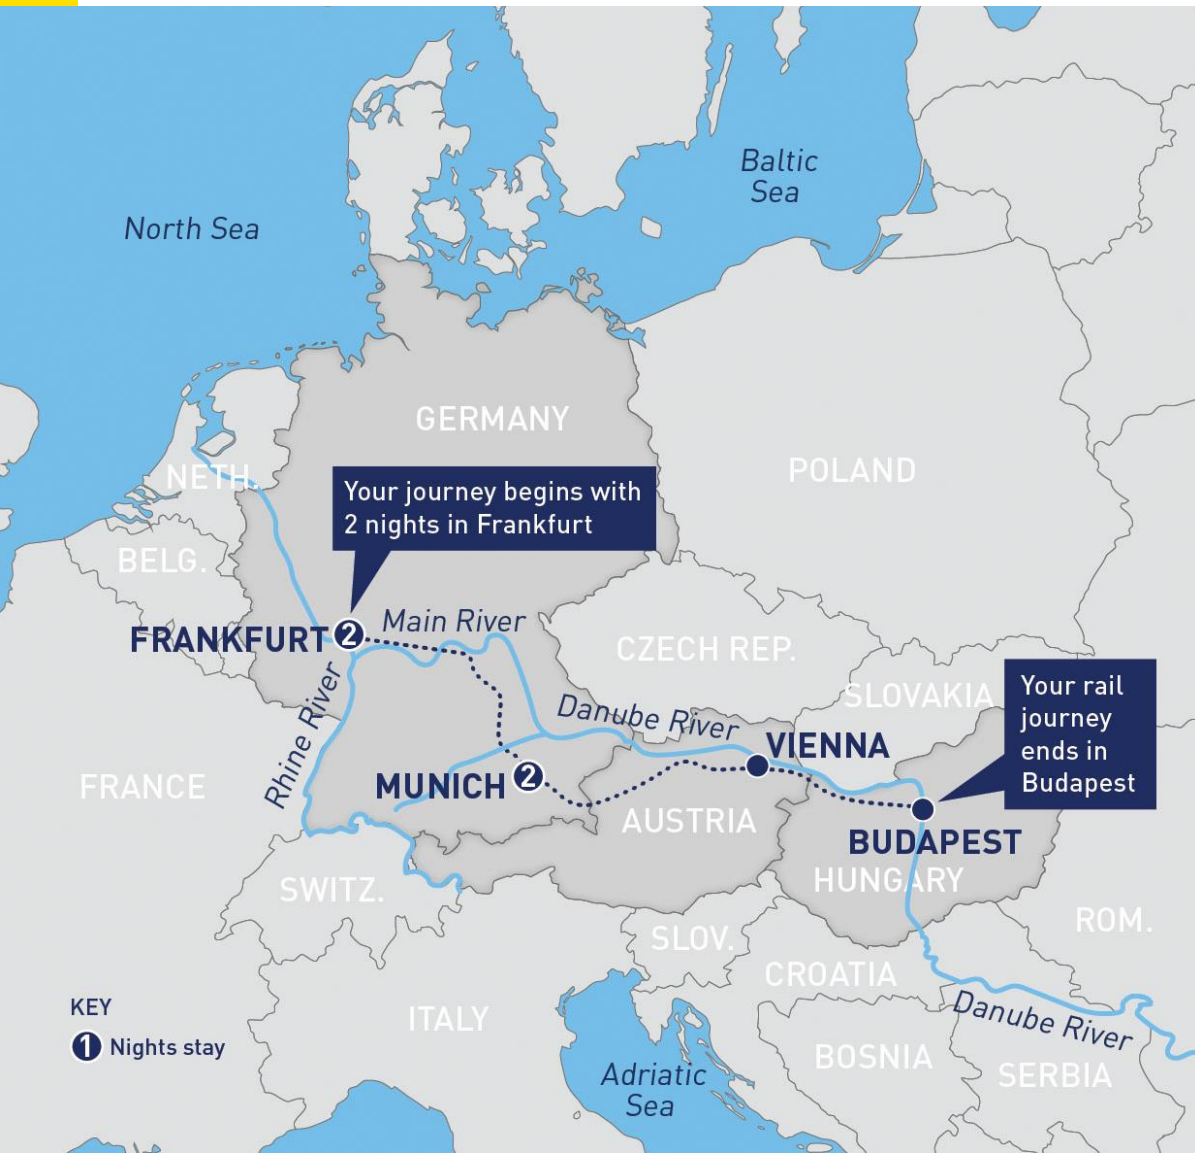 North Sea
Baltic
Sea
GERMANY
POLAND
NETH.
Your journey begins with
2 nights in Frankfurt
BELG.
FRANKFURT
2
Main River
CZECH REP.
Rhine River
SLOVAKIA
Your rail
journey
ends in
Budapest
Danube River
VIENNA
FRANCE
MUNICH
2
AUSTRIA
BUDAPEST
HUNGARY
SWITZ.
SLOV.
ROM.
CROATIA
ITALY
Danube River
KEY
1 Nights stay
BOSNIA
SERBIA
Adriatic
Sea